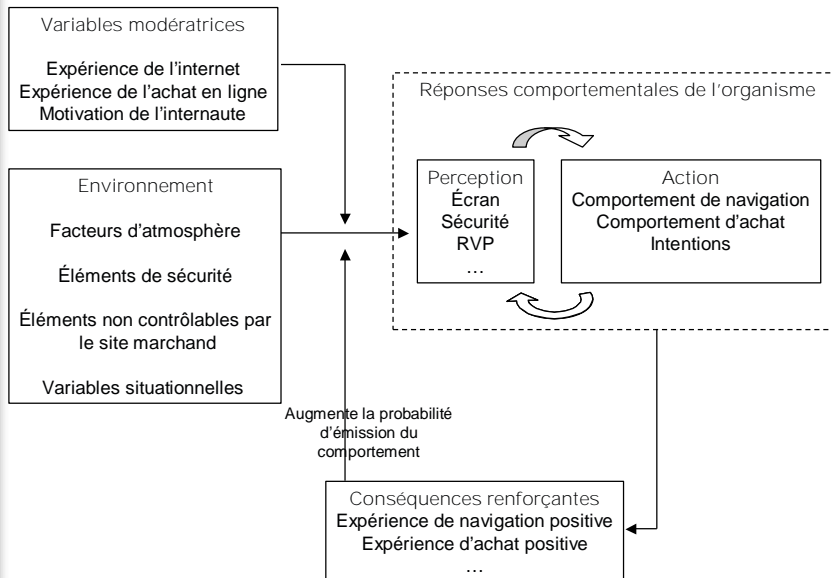 Variables modératrices
Expérience de l'internet
Expérience de l'achat en ligne
Motivation de l'internaute
Environnement
Facteurs d'atmosphère
Éléments de sécurité
Éléments non contrôlables par
le site marchand
Variables situationnelles
Réponses comportementales de l'organisme
Perception
Écran
Sécurité
RVP
…
Action
Comportement de navigation
Comportement d'achat
Intentions
Augmente la probabilité
d'émission du
comportement
Conséquences renforçantes
Expérience de navigation positive
Expérience d'achat positive
…